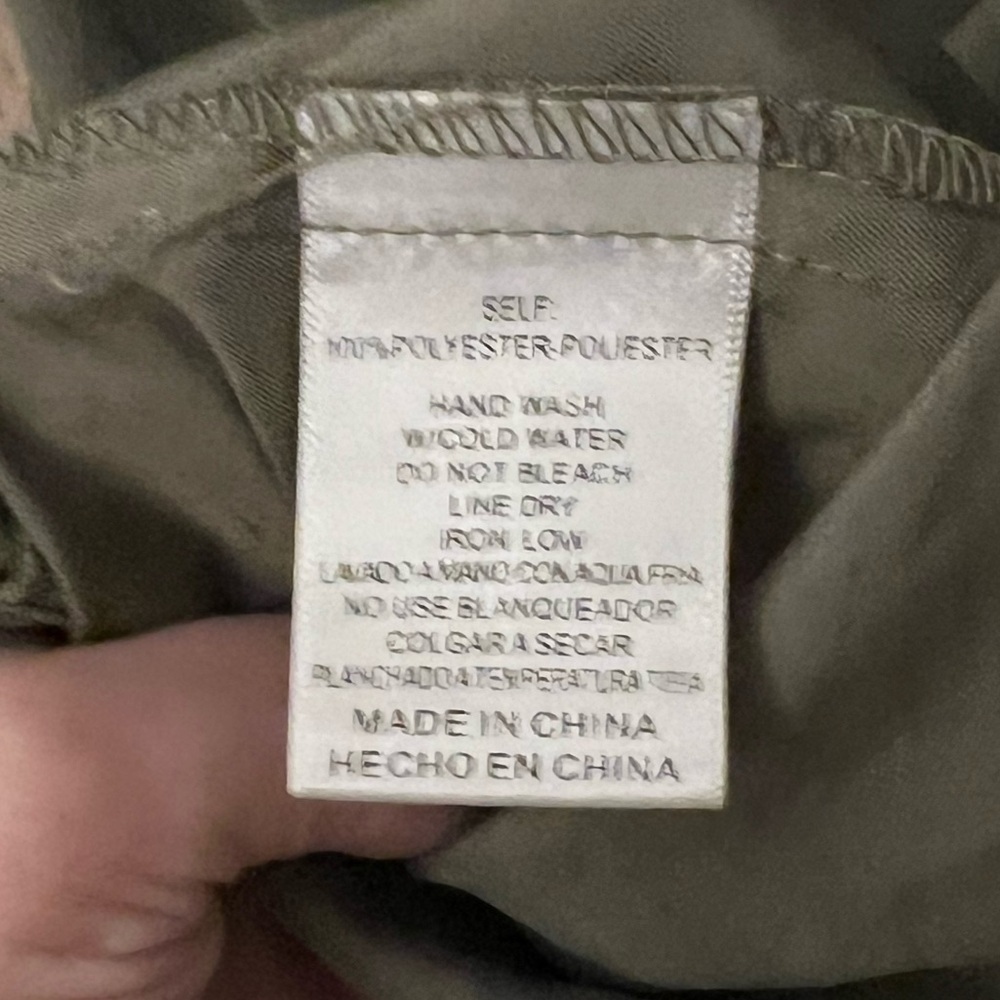 SELF:
100%POLYESTER-POLIESTER
HAND WASH
W/COLD WATER
DO NOT BLEACH
LINE DRY
IRON LOW
LAVADO A MANO CON AGUA FRIA
NO USE BLANQUEADOR
COLGAR A SECAR
PLANCHADO A TEMPERATURA
MADE IN CHINA
HECHO EN CHINA